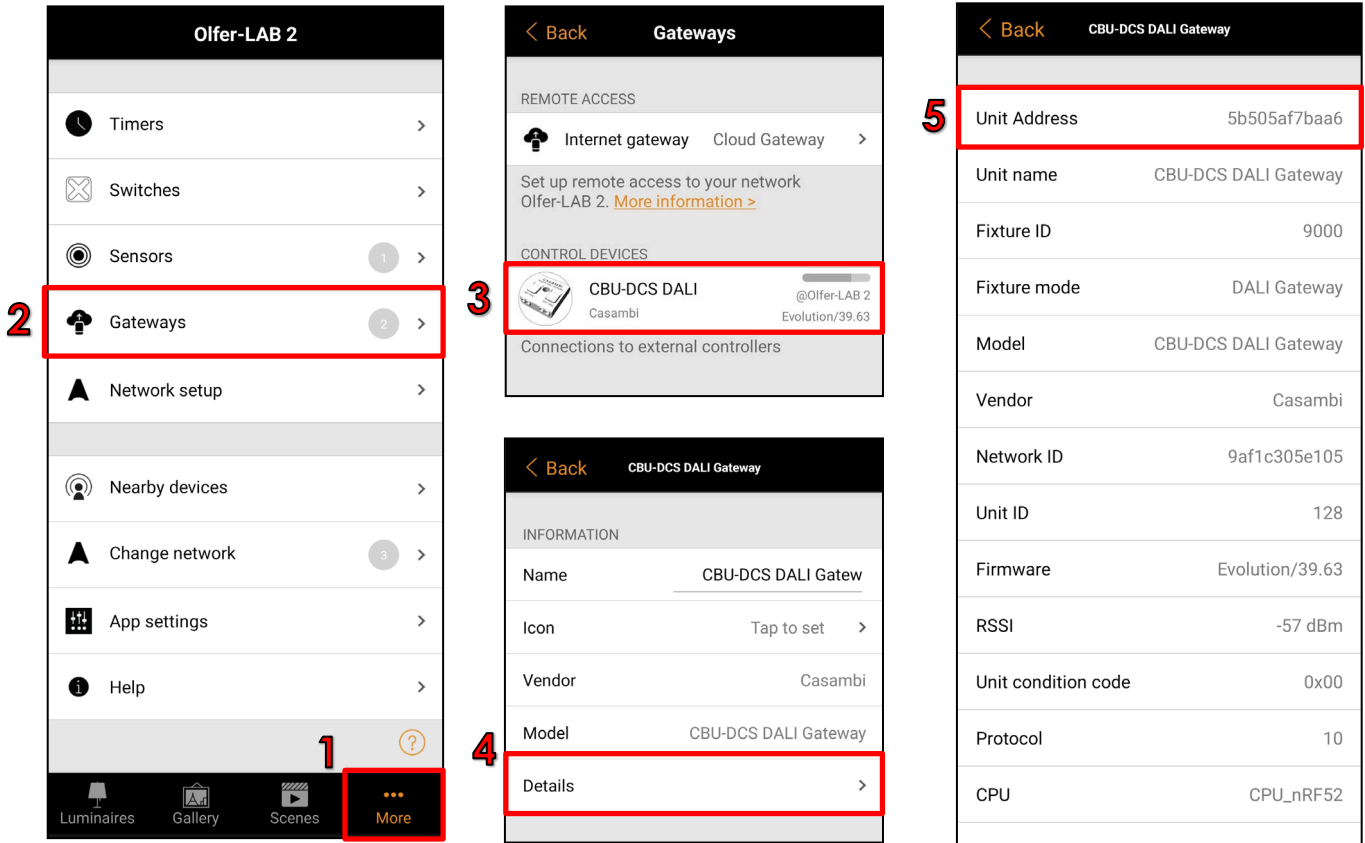 Olfer-LAB 2
Timers
Switches
Sensors 1
2
Gateways 2
Network setup
Nearby devices
Change network 3
App settings
Help
?
1
Luminaires Gallery Scenes More
Back Gateways
REMOTE ACCESS
Internet gateway Cloud Gateway
Set up remote access to your network
Olfer-LAB 2. More information >
CONTROL DEVICES
3
CBU-DCS DALI
Casambi
@Olfer-LAB 2
Evolution/39.63
Connections to external controllers
Back CBU-DCS DALI Gateway
INFORMATION
Name CBU-DCS DALI Gatew
Icon Tap to set
Vendor Casambi
Model CBU-DCS DALI Gateway
4
Details
Back CBU-DCS DALI Gateway
5
Unit Address 5b505af7baa6
Unit name CBU-DCS DALI Gateway
Fixture ID 9000
Fixture mode DALI Gateway
Model CBU-DCS DALI Gateway
Vendor Casambi
Network ID 9af1c305e105
Unit ID 128
Firmware Evolution/39.63
RSSI -57 dBm
Unit condition code 0x00
Protocol 10
CPU CPU_nRF52